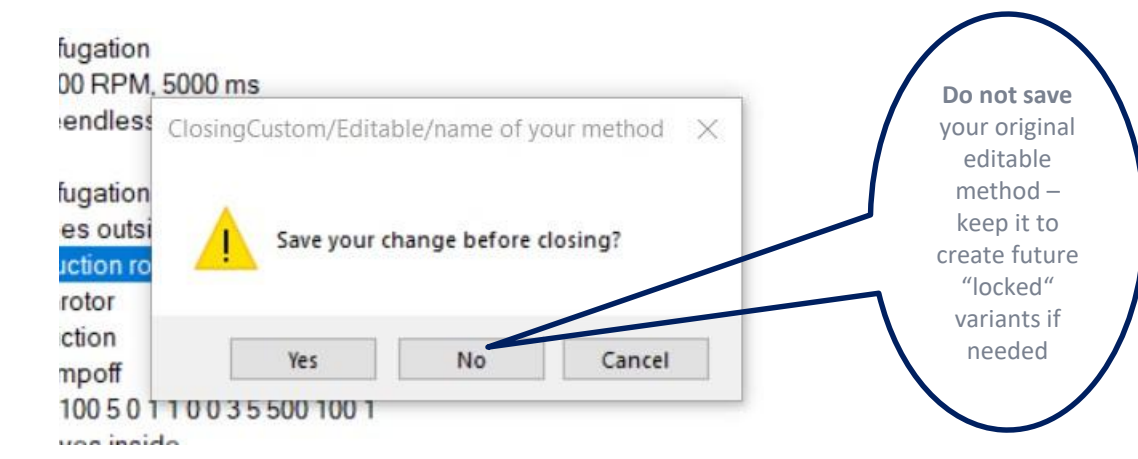 fugation
00 RPM, 5000 ms
endless
ClosingCustom/Editable/name of your method
fugation
es outsi
Save your change before closing?
uction ro
rotor
ction
Yes No Cancel
mpoff
100 5 0 1 1 0 0 3 5 500 100 1
ves inside
Do not save
your original
editable
method –
keep it to
create future
“locked“
variants if
needed